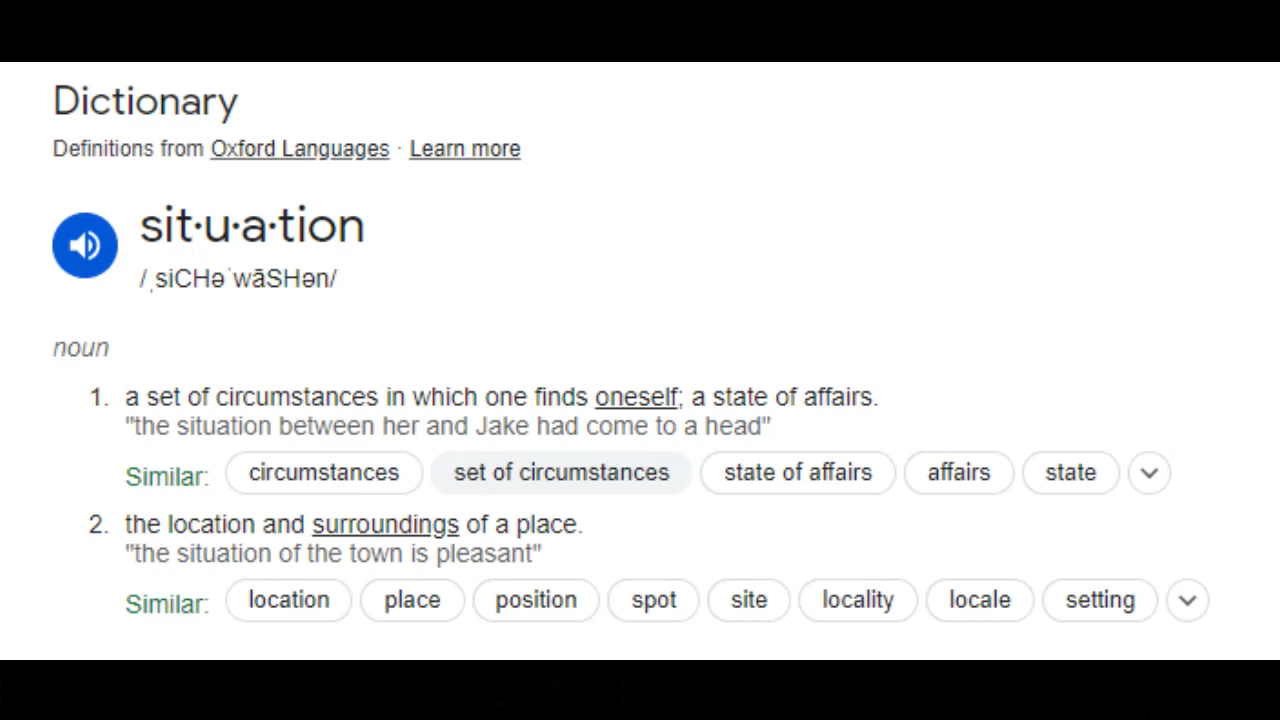 Dictionary
Definitions from Oxford Languages · Learn more
sit·u·a·tion
/ˌsiCHəˈwāSHən/
noun
1. a set of circumstances in which one finds oneself; a state of affairs.
"the situation between her and Jake had come to a head"
Similar: circumstances set of circumstances state of affairs affairs state
2. the location and surroundings of a place.
"the situation of the town is pleasant"
Similar: location place position spot site locality locale setting